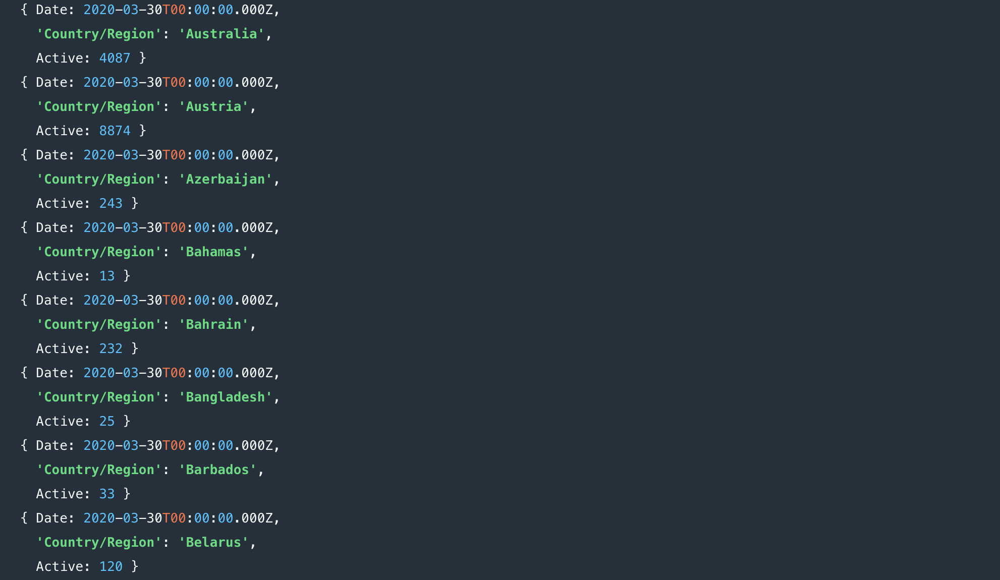 { Date: 2020-03-30T00:00:00.000Z,
'Country/Region': 'Australia',
Active: 4087 }
{ Date: 2020-03-30T00:00:00.000Z,
'Country/Region': 'Austria',
Active: 8874 }
{ Date: 2020-03-30T00:00:00.000Z,
'Country/Region': 'Azerbaijan',
Active: 243 }
{ Date: 2020-03-30T00:00:00.000Z,
'Country/Region': 'Bahamas',
Active: 13 }
{ Date: 2020-03-30T00:00:00.000Z,
'Country/Region': 'Bahrain',
Active: 232 }
{ Date: 2020-03-30T00:00:00.000Z,
'Country/Region': 'Bangladesh',
Active: 25 }
{ Date: 2020-03-30T00:00:00.000Z,
'Country/Region': 'Barbados',
Active: 33 }
{ Date: 2020-03-30T00:00:00.000Z,
'Country/Region': 'Belarus',
Active: 120 }